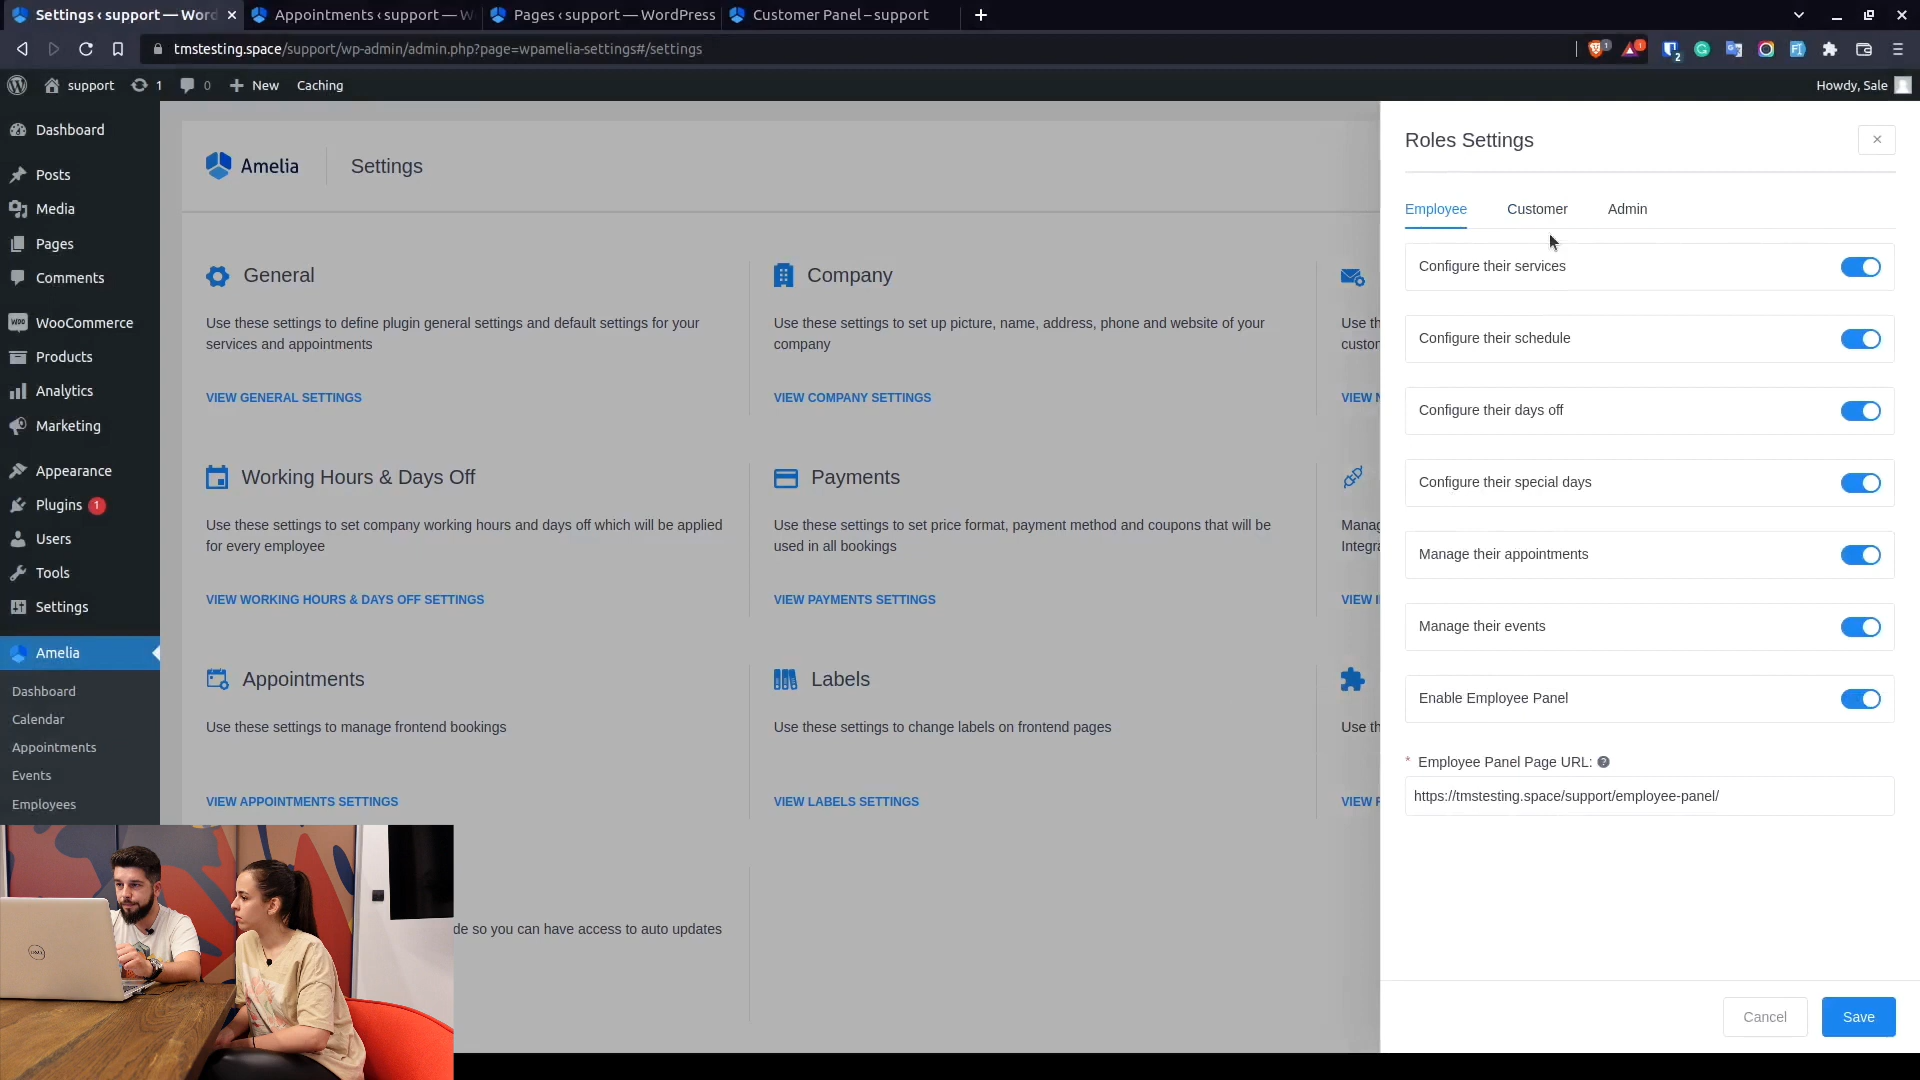 Settings ‹ support — Word
Appointments ‹ support — W
Pages ‹ support — WordPress
Customer Panel – support
tmstesting.space/support/wp-admin/admin.php?page=wpamelia-settings#/settings
1
1
2
support
1
0
New
Caching
Howdy, Sale
Dashboard
Posts
Media
Pages
Comments
WooCommerce
Products
Analytics
Marketing
Appearance
Plugins 1
Users
Tools
Settings
Amelia
Dashboard
Calendar
Appointments
Events
Employees
Amelia
Settings
General
Use these settings to define plugin general settings and default settings for your
services and appointments
VIEW GENERAL SETTINGS
Company
Use these settings to set up picture, name, address, phone and website of your
company
VIEW COMPANY SETTINGS
Use th
custor
VIEW N
Working Hours & Days Off
Use these settings to set company working hours and days off which will be applied
for every employee
VIEW WORKING HOURS & DAYS OFF SETTINGS
Payments
Use these settings to set price format, payment method and coupons that will be
used in all bookings
VIEW PAYMENTS SETTINGS
Manag
Integra
VIEW I
Appointments
Use these settings to manage frontend bookings
VIEW APPOINTMENTS SETTINGS
Labels
Use these settings to change labels on frontend pages
VIEW LABELS SETTINGS
Use th
VIEW
de so you can have access to auto updates
Roles Settings
Employee
Customer
Admin
Configure their services
Configure their schedule
Configure their days off
Configure their special days
Manage their appointments
Manage their events
Enable Employee Panel
* Employee Panel Page URL:
https://tmstesting.space/support/employee-panel/
Cancel
Save